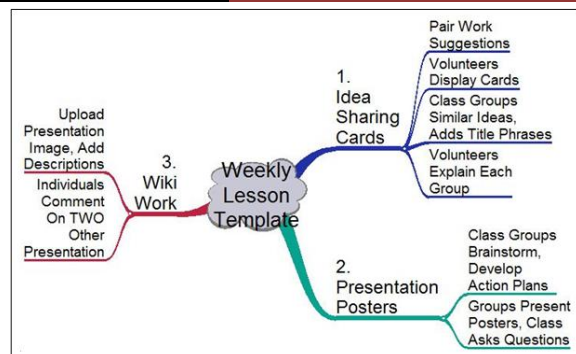 Weekly
Lesson
Template
1.
Idea
Sharing
Cards
Pair Work
Suggestions
Volunteers
Display Cards
Class Groups
Similar Ideas,
Adds Title Phrases
Volunteers
Explain Each
Group
2.
Presentation
Posters
Class Groups
Brainstorm,
Develop
Action Plans
Groups Present
Posters, Class
Asks Questions
3.
Wiki
Work
Upload
Presentation
Image, Add
Descriptions
Individuals
Comment
On TWO
Other
Presentation